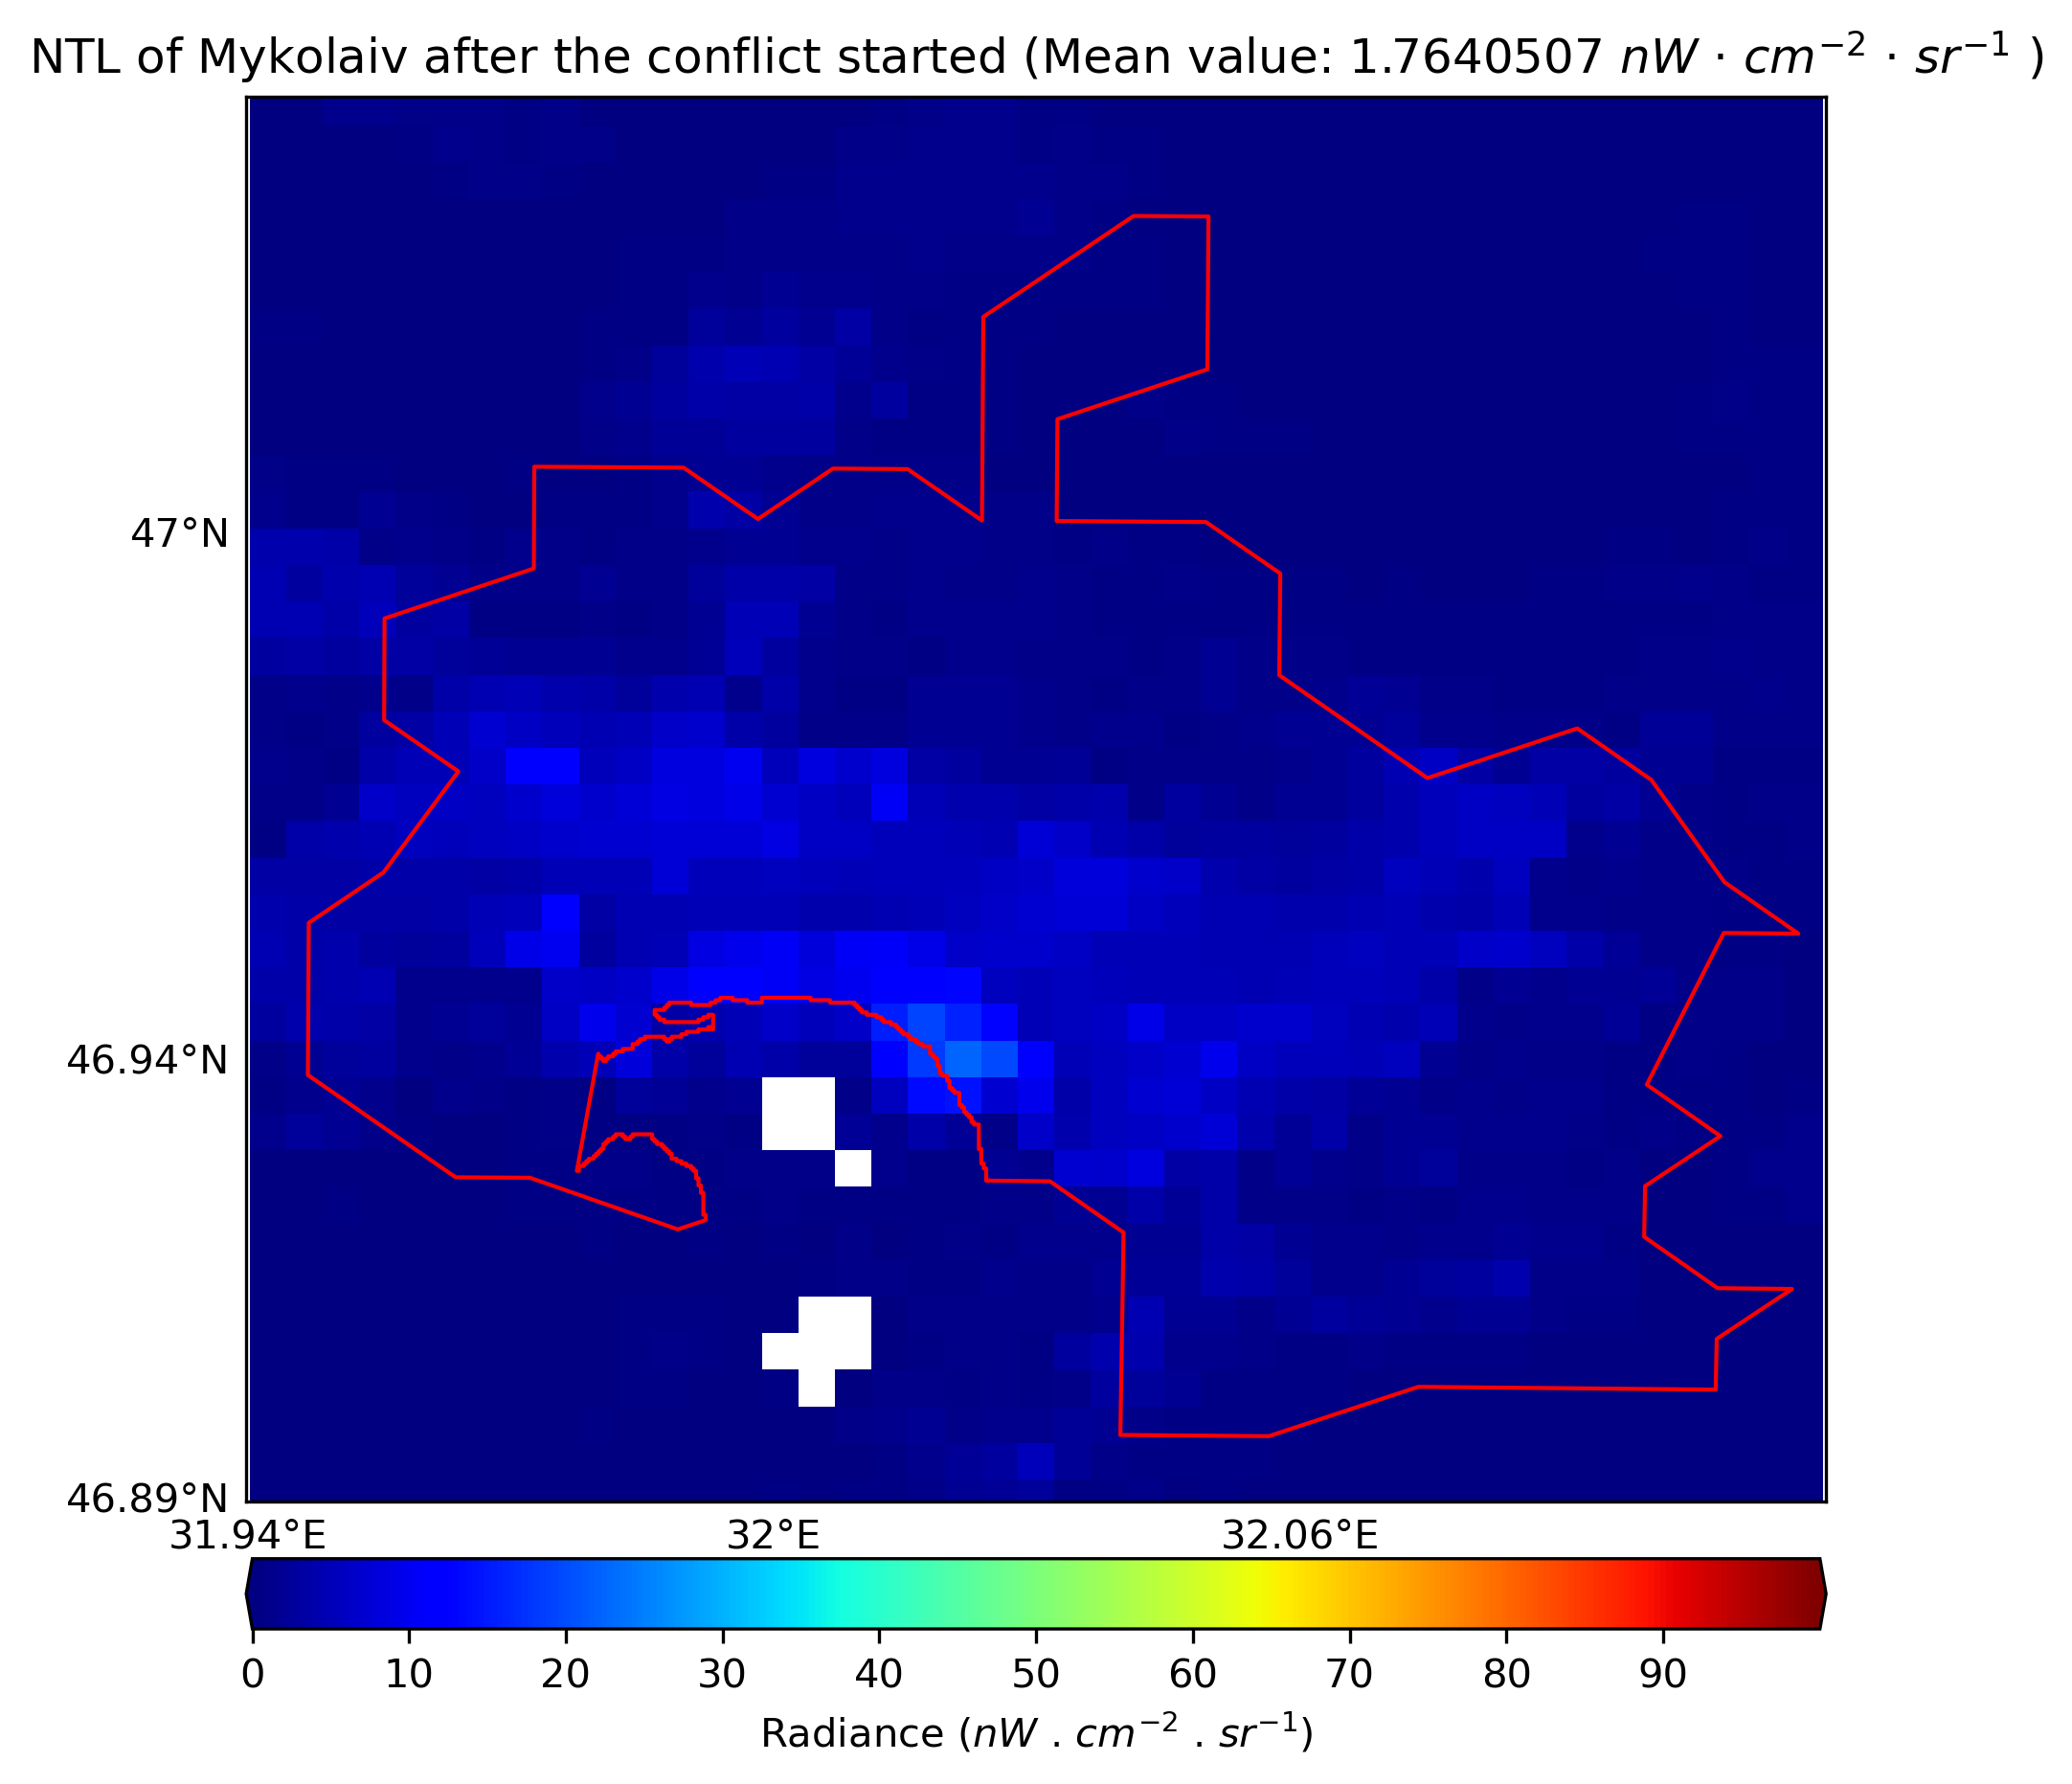 NTL of Mykolaiv after the conflict started (Mean value: 1.7640507 nW · cm⁻² · sr⁻¹ )
47°N
46.94°N
46.89°N
31.94°E 32°E 32.06°E
0 10 20 30 40 50 60 70 80 90
Radiance (nW . cm⁻² . sr⁻¹)